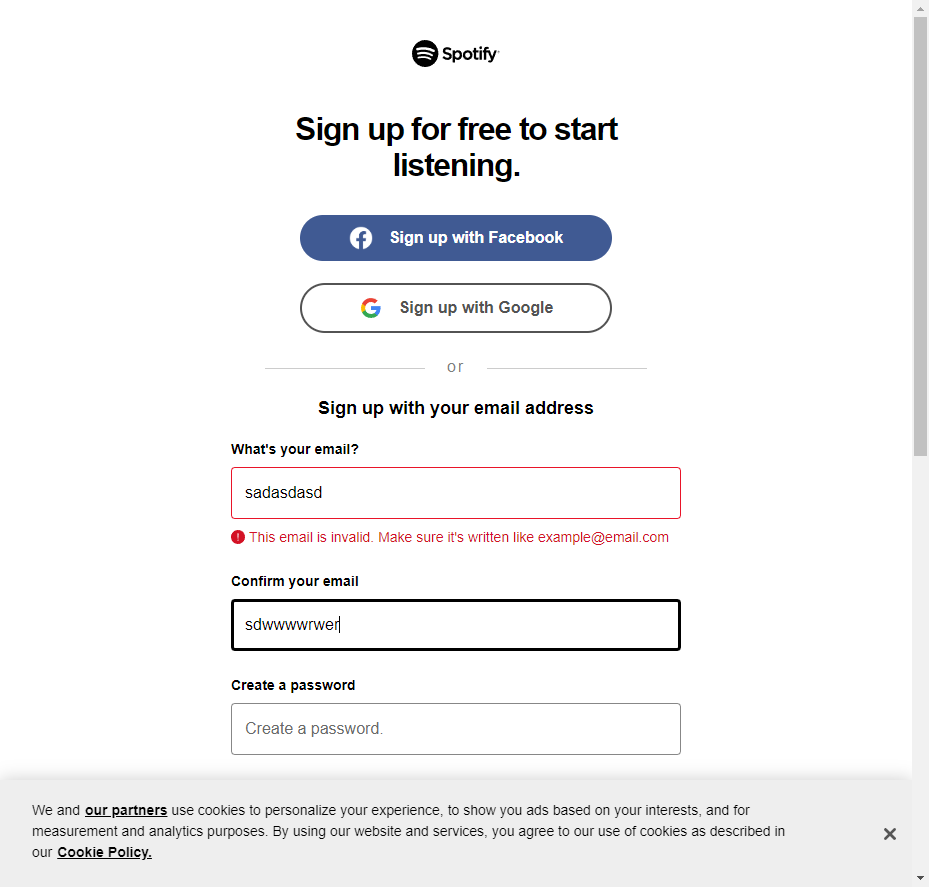 Spotify
Sign up for free to start
listening.
Sign up with Facebook
Sign up with Google
or
Sign up with your email address
What's your email?
sadasdasd
This email is invalid. Make sure it's written like example@email.com
Confirm your email
sdwwwwrwer
Create a password
Create a password.
We and our partners use cookies to personalize your experience, to show you ads based on your interests, and for
measurement and analytics purposes. By using our website and services, you agree to our use of cookies as described in
our Cookie Policy.